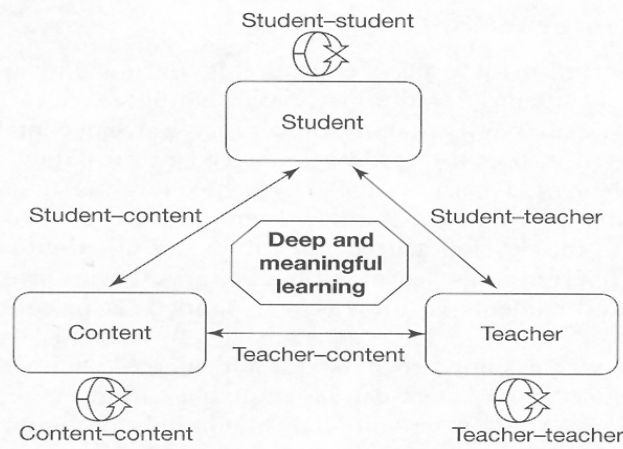 Student–student
Student
Student–content
Student–teacher
Deep and
meaningful
learning
Content
Teacher
Teacher–content
Content–content
Teacher–teacher